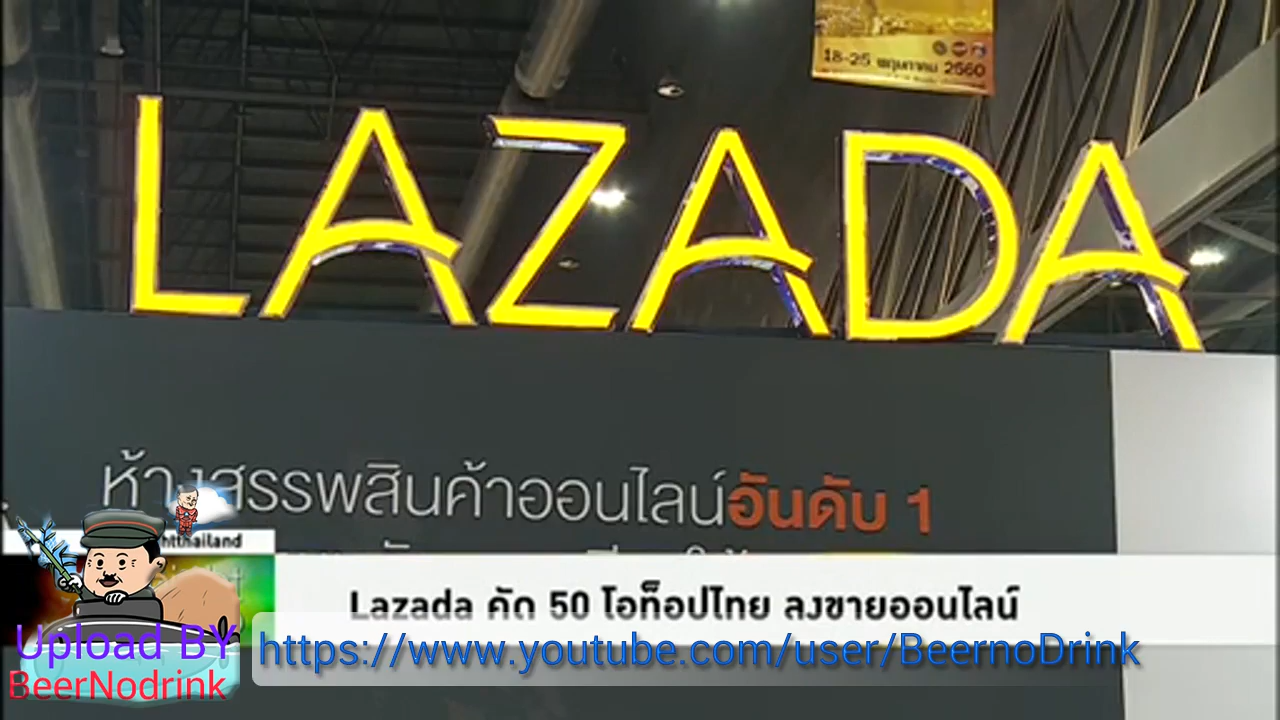 18-25 พฤษภาคม 2560
LAZADA
ห้างสรรพสินค้าออนไลน์อันดับ 1
Lazada คัด 50 โอท็อปไทย ลงขายออนไลน์
Upload BY
https://www.youtube.com/user/BeernoDrink
BeerNodrink